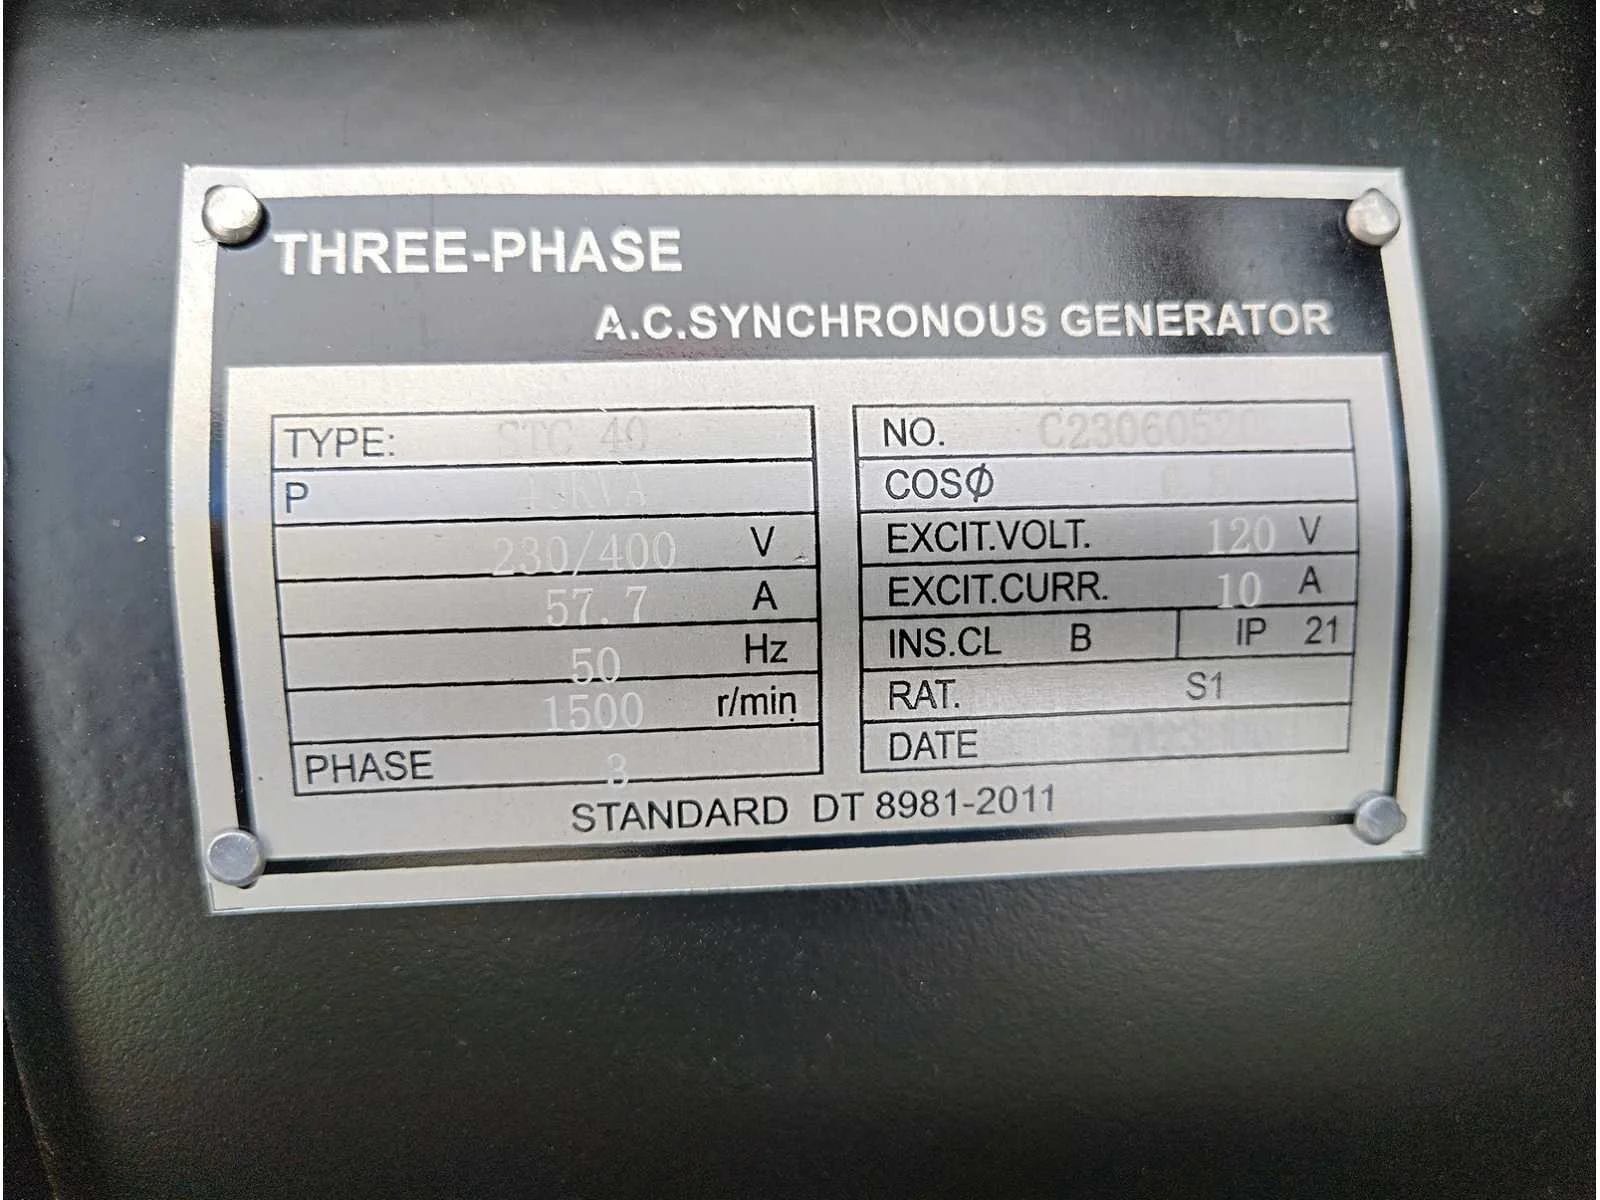 THREE-PHASE
A.C.SYNCHRONOUS GENERATOR
TYPE: STC 40
P
230/400 V
57.7 A
50 Hz
1500 r/min
PHASE 3
NO.
COSφ
EXCIT.VOLT. 120 V
EXCIT.CURR. 10 A
INS.CL B IP 21
RAT. S1
DATE
STANDARD DT 8981-2011